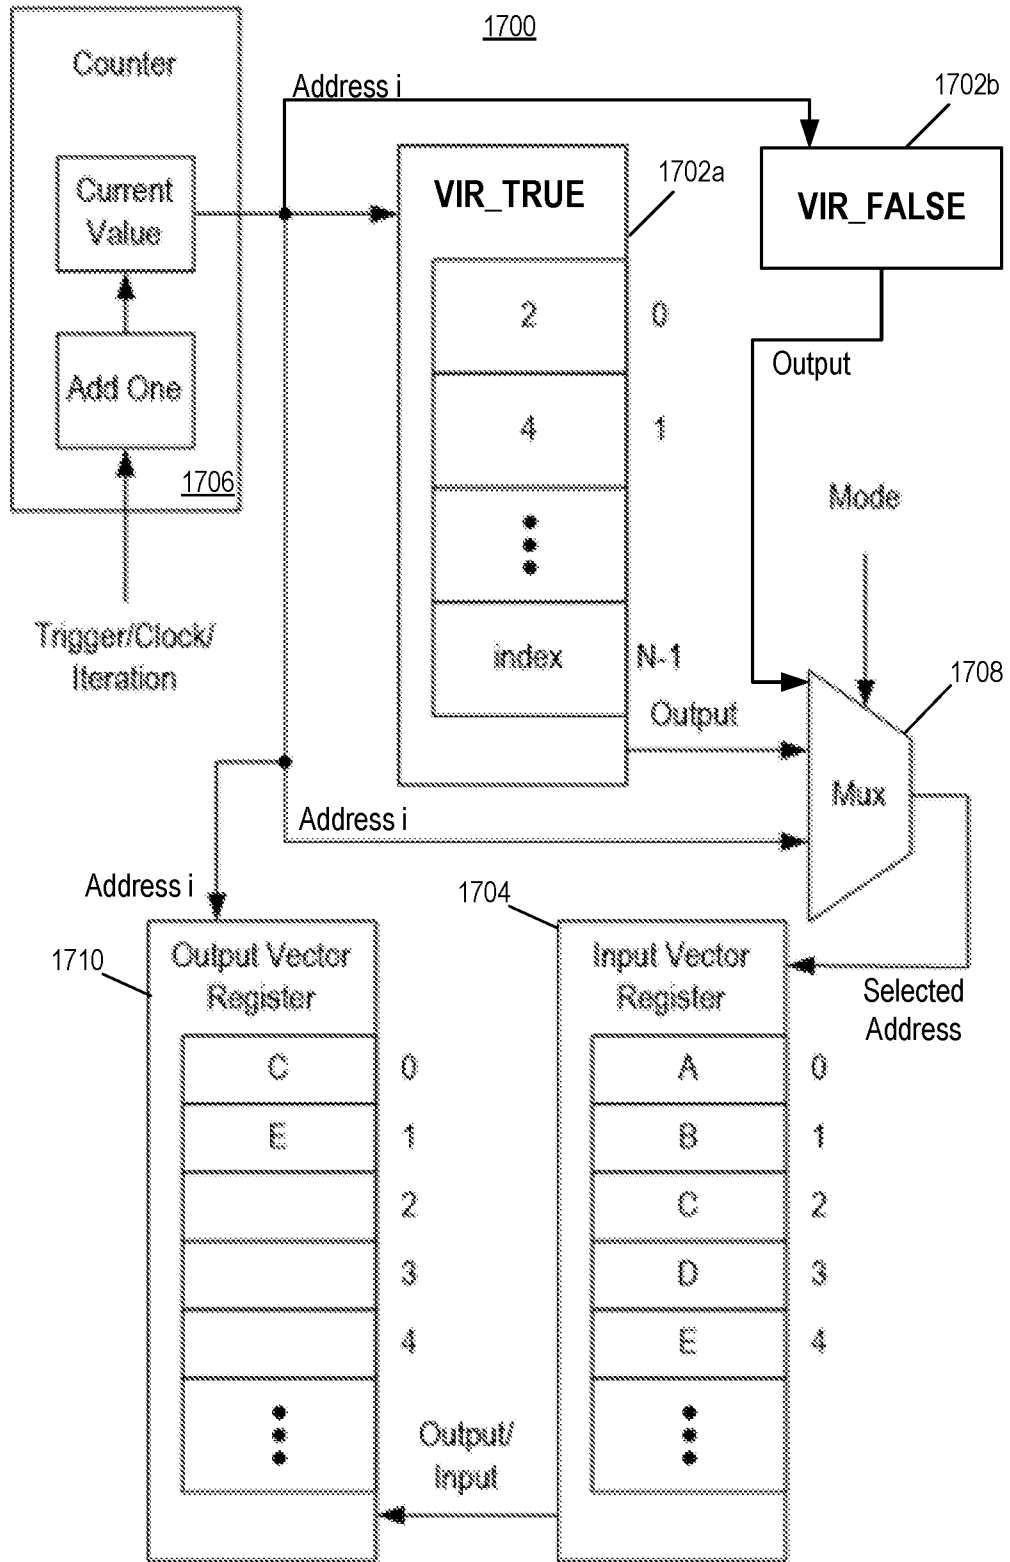 1700
Counter
Address i
1702b
Current
Value
VIR_TRUE
1702a
VIR_FALSE
2
0
Output
Add One
4
1
1706
Mode
Trigger/Clock/
Iteration
index
N-1
1708
Output
Mux
Address i
Address i
1704
1710
Output Vector
Register
Input Vector
Register
Selected
Address
C
0
A
0
E
1
B
1
2
C
2
3
D
3
4
E
4
Output/
Input